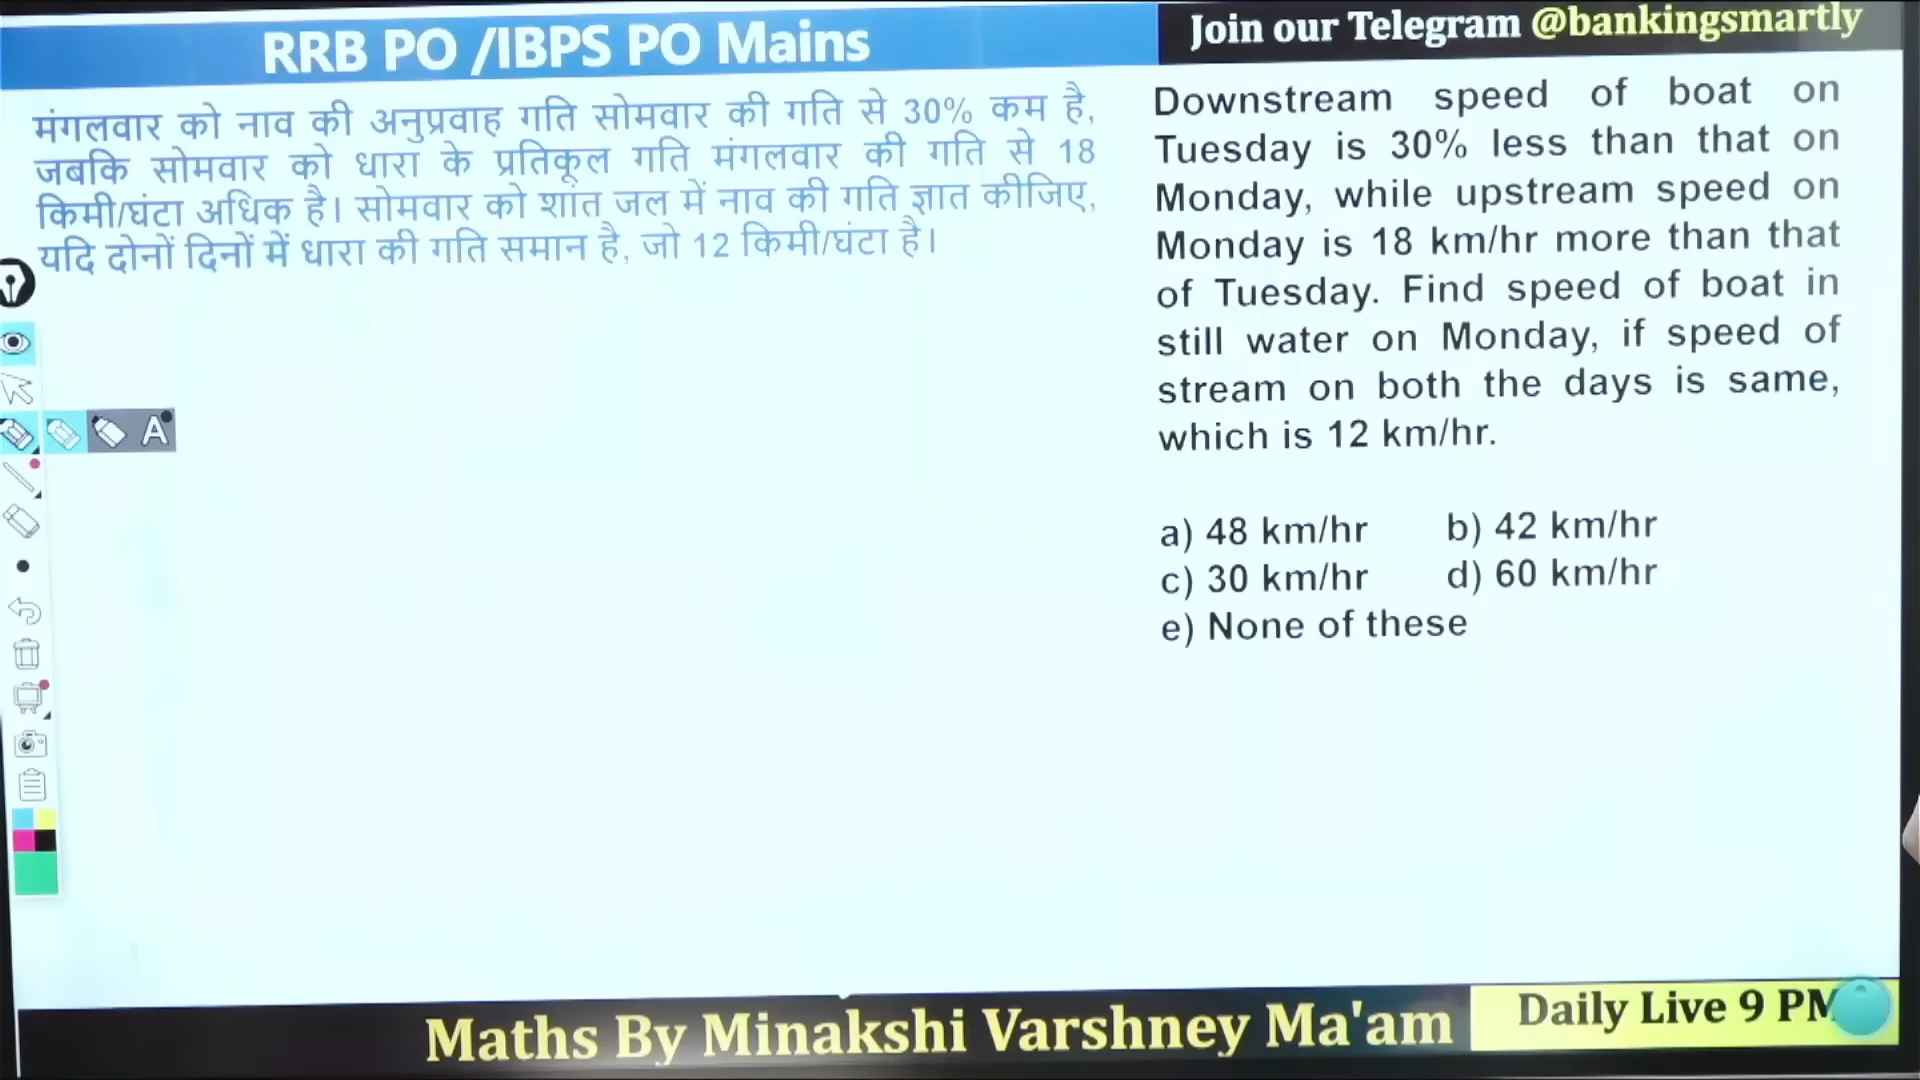 RRB PO /IBPS PO Mains
Join our Telegram @bankingsmartly
मंगलवार को नाव की अनुप्रवाह गति सोमवार की गति से 30% कम है,
जबकि सोमवार को धारा के प्रतिकूल गति मंगलवार की गति से 18
किमी/घंटा अधिक है। सोमवार को शांत जल में नाव की गति ज्ञात कीजिए,
यदि दोनों दिनों में धारा की गति समान है, जो 12 किमी/घंटा है।
Downstream speed of boat on
Tuesday is 30% less than that on
Monday, while upstream speed on
Monday is 18 km/hr more than that
of Tuesday. Find speed of boat in
still water on Monday, if speed of
stream on both the days is same,
which is 12 km/hr.
a) 48 km/hr b) 42 km/hr
c) 30 km/hr d) 60 km/hr
e) None of these
A
Maths By Minakshi Varshney Ma'am
Daily Live 9 PM